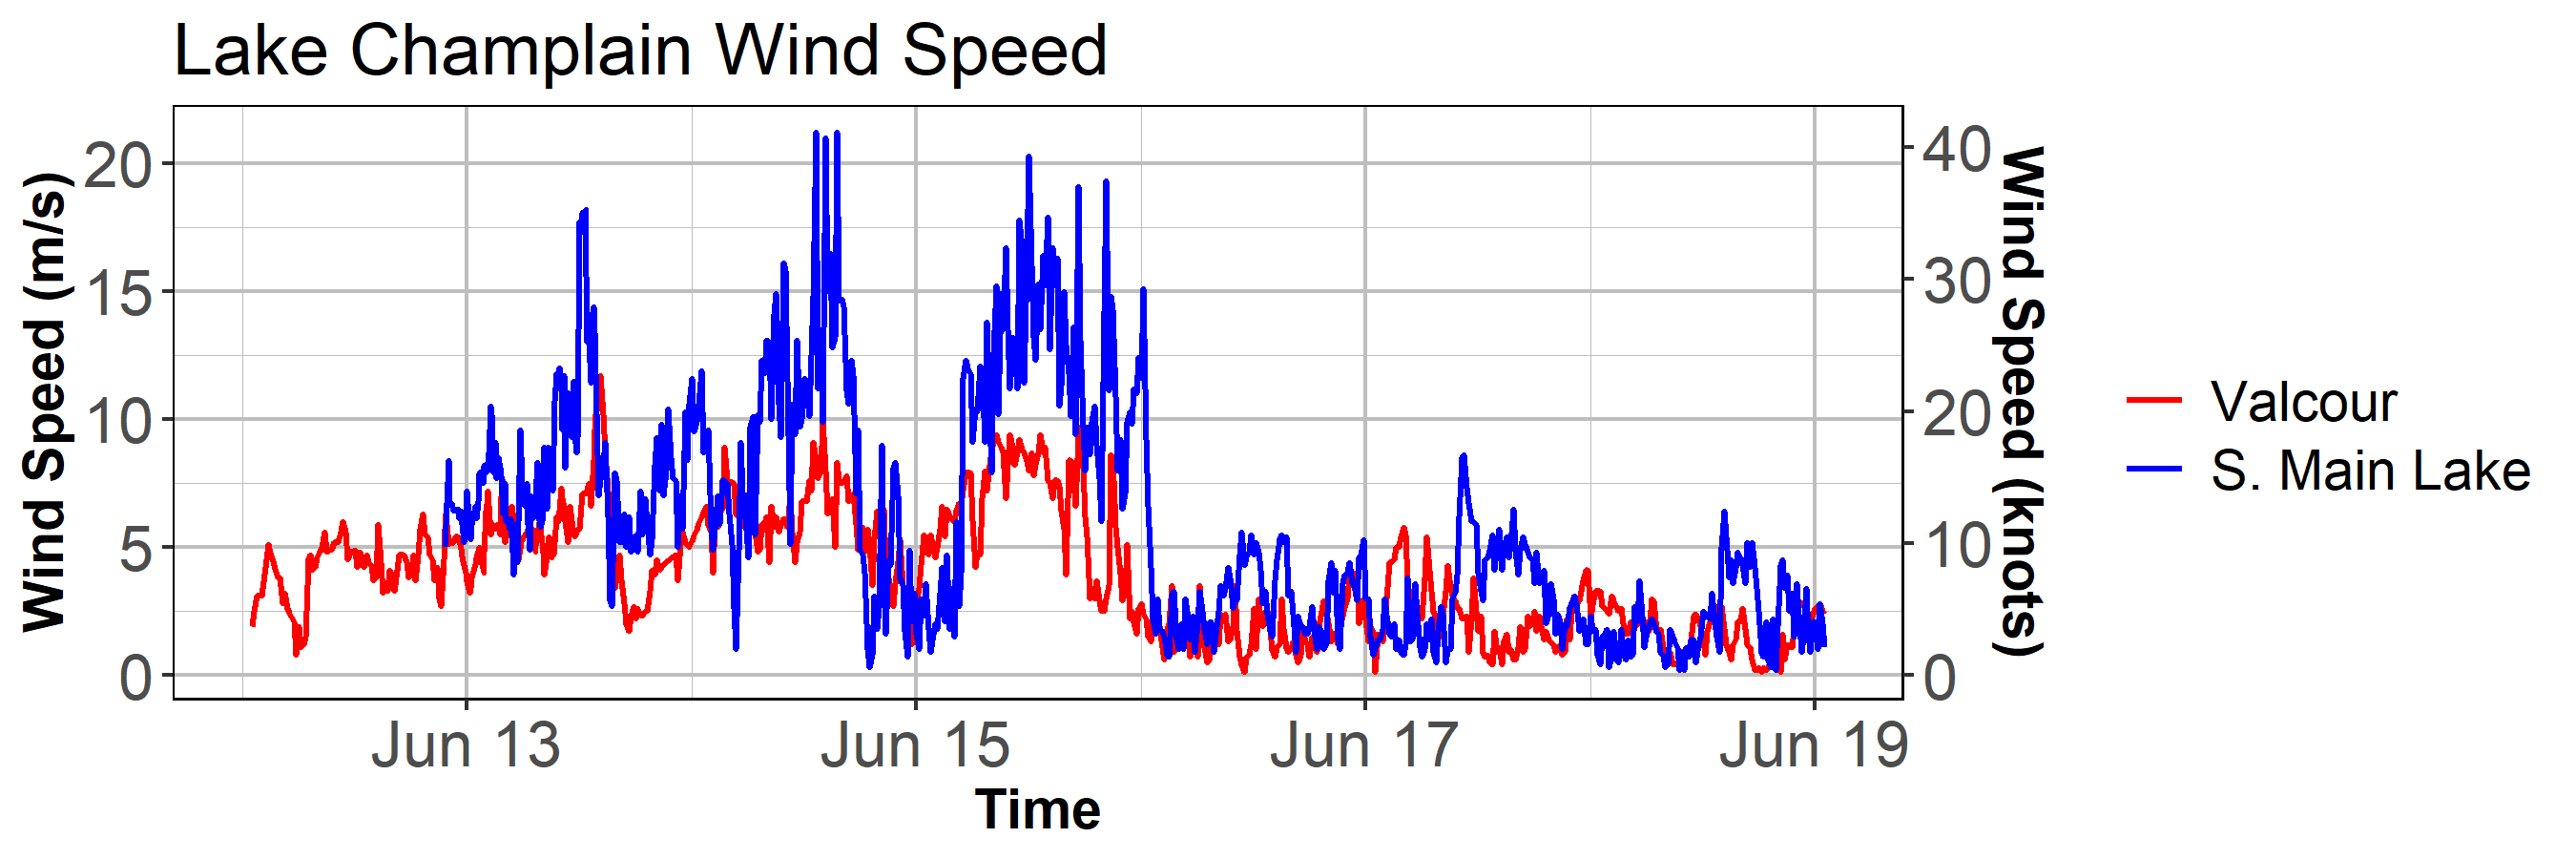 Lake Champlain Wind Speed
Wind Speed (m/s)
20
15
10
5
0
40
30
20
10
0
Wind Speed (knots)
Jun 13
Jun 15
Jun 17
Jun 19
Time
Valcour
S. Main Lake